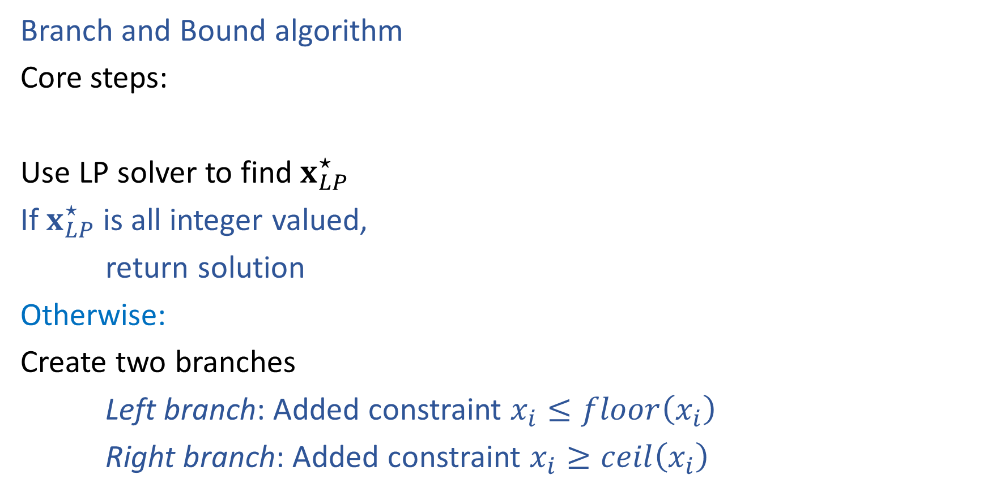 Branch and Bound algorithm
Core steps:
Use LP solver to find $\mathbf{x}_{LP}^{\star}$
If $\mathbf{x}_{LP}^{\star}$ is all integer valued,
return solution
Otherwise:
Create two branches
Left branch: Added constraint $x_i \leq floor(x_i)$
Right branch: Added constraint $x_i \geq ceil(x_i)$